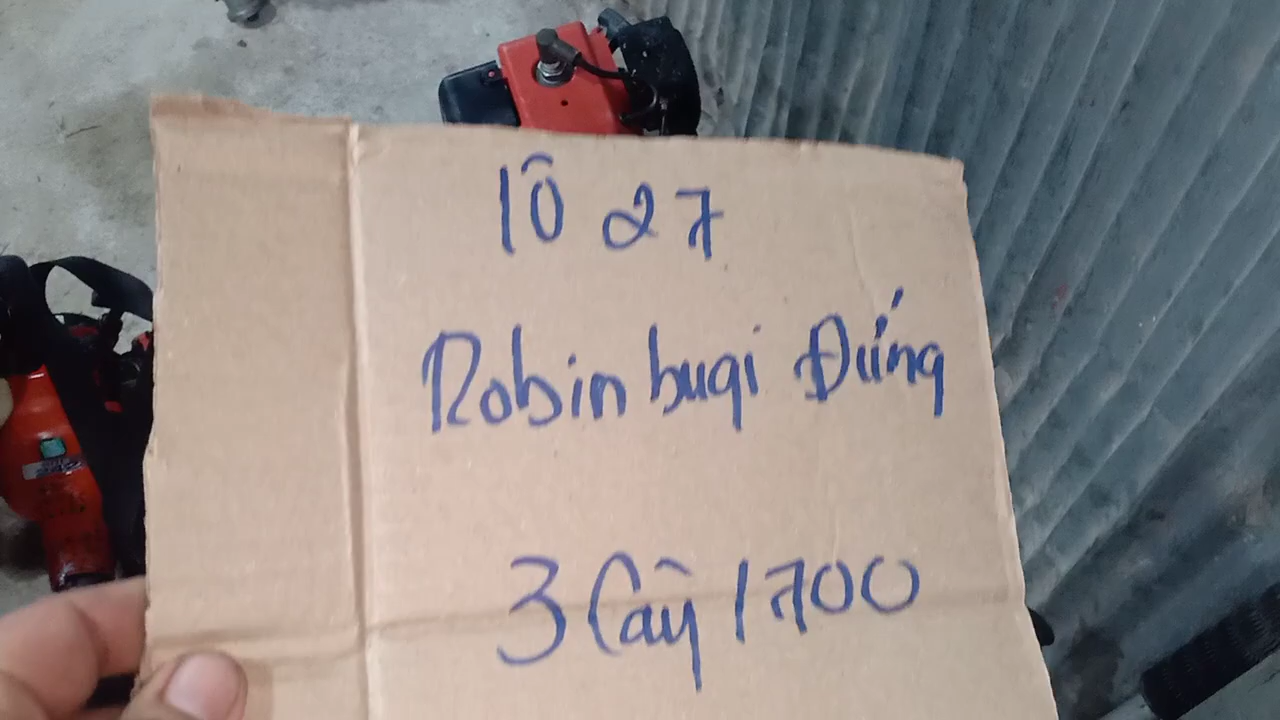 lô 27
Robin bugi Đứng
3 Cây 1700